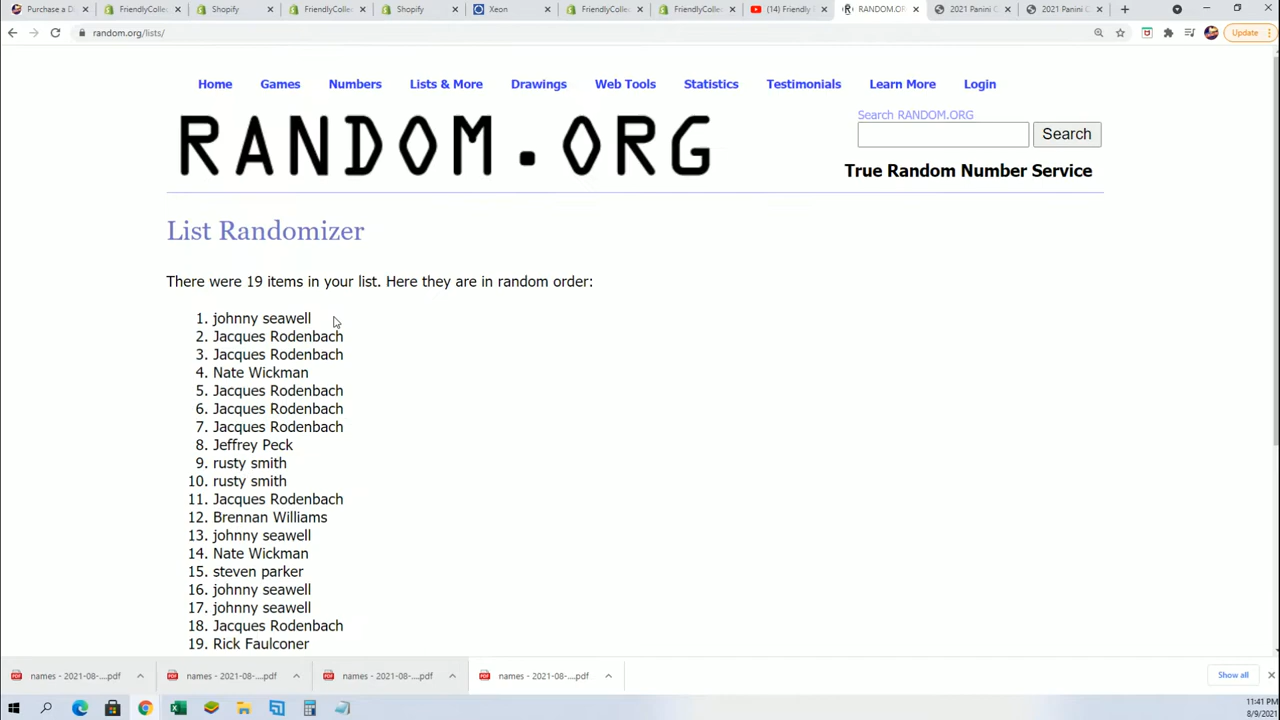 Purchase a D
FriendlyCollec
Shopify
FriendlyCollec
Shopify
Xeon
FriendlyCollec
FriendlyCollec
(14) Friendly
RANDOM.OR
2021 Panini C
2021 Panini C
random.org/lists/
Update
Home Games Numbers Lists & More Drawings Web Tools Statistics Testimonials Learn More Login
RANDOM.ORG
Search RANDOM.ORG
Search
True Random Number Service
List Randomizer
There were 19 items in your list. Here they are in random order:
1. johnny seawell
2. Jacques Rodenbach
3. Jacques Rodenbach
4. Nate Wickman
5. Jacques Rodenbach
6. Jacques Rodenbach
7. Jacques Rodenbach
8. Jeffrey Peck
9. rusty smith
10. rusty smith
11. Jacques Rodenbach
12. Brennan Williams
13. johnny seawell
14. Nate Wickman
15. steven parker
16. johnny seawell
17. johnny seawell
18. Jacques Rodenbach
19. Rick Faulconer
names - 2021-08-....pdf
names - 2021-08-....pdf
names - 2021-08-....pdf
names - 2021-08-....pdf
Show all
11:41 PM
8/9/2021